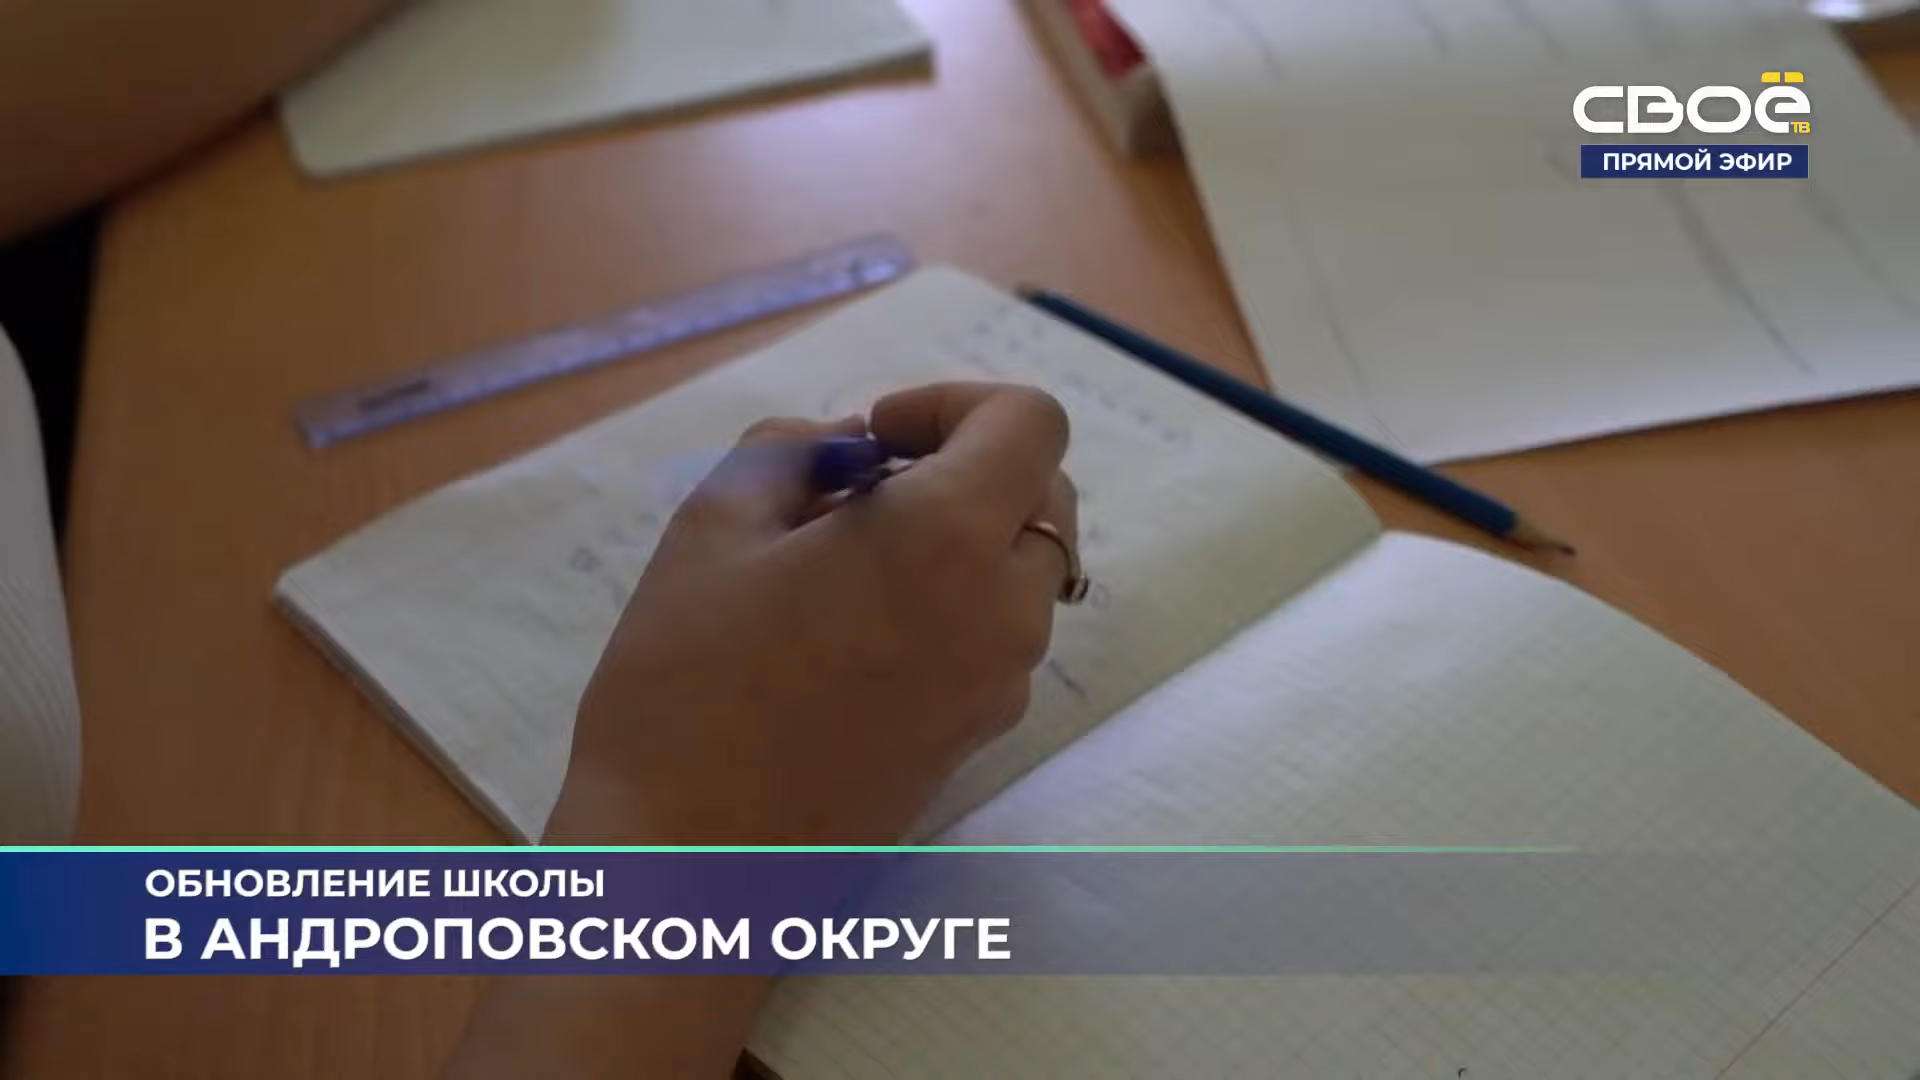 СВОЁ
ТВ
ПРЯМОЙ ЭФИР
ОБНОВЛЕНИЕ ШКОЛЫ
В АНДРОПОВСКОМ ОКРУГЕ